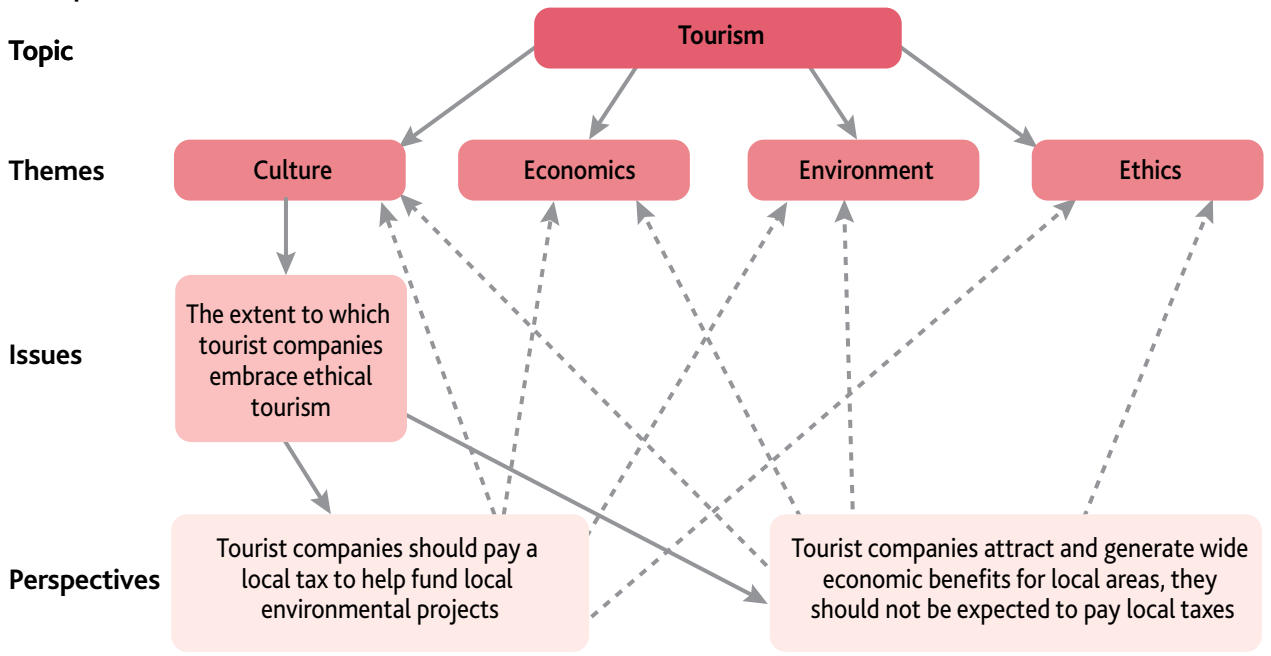 Topic
Tourism
Themes
Culture
Economics
Environment
Ethics
Issues
The extent to which
tourist companies
embrace ethical
tourism
Perspectives
Tourist companies should pay a
local tax to help fund local
environmental projects
Tourist companies attract and generate wide
economic benefits for local areas, they
should not be expected to pay local taxes